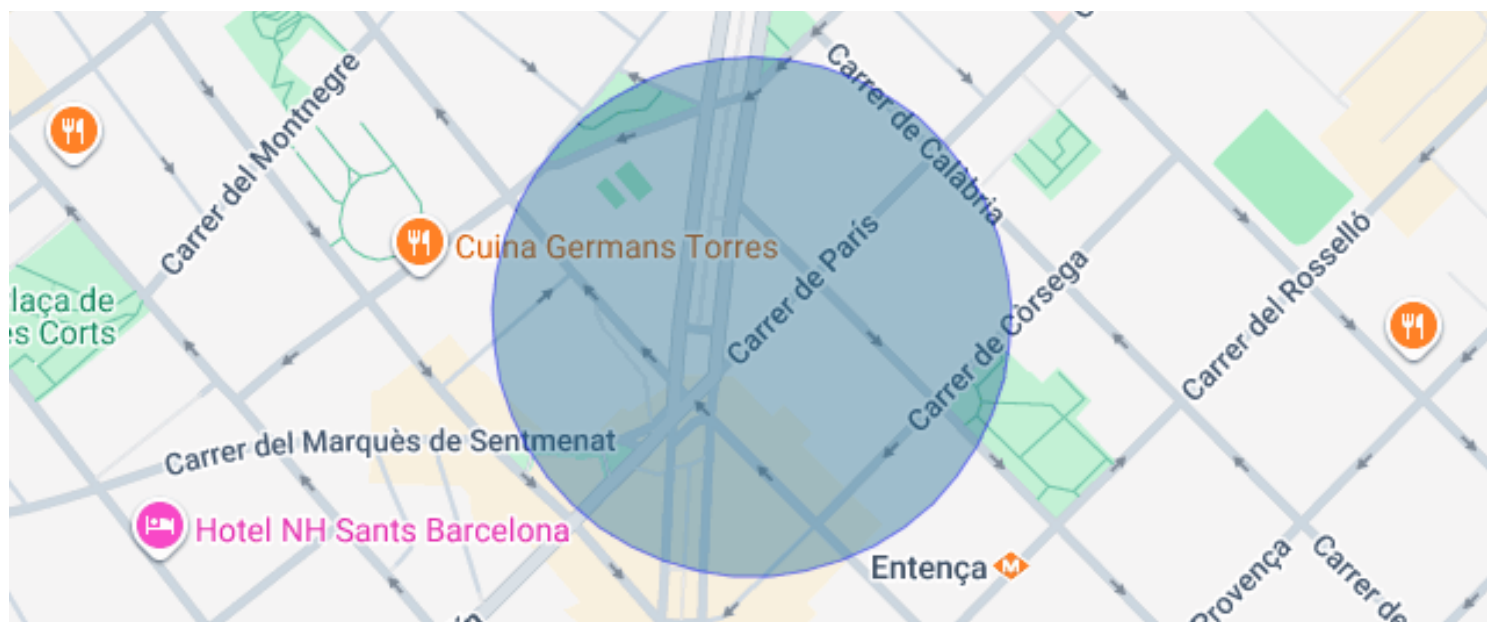 Carrer del Montnegre
Carrer de Calàbria
Cuina Germans Torres
Carrer de París
Carrer del Rosselló
laça de
es Corts
Carrer de Còrsega
Carrer del Marquès de Sentmenat
Hotel NH Sants Barcelona
Entença
M
Provença
Carrer de